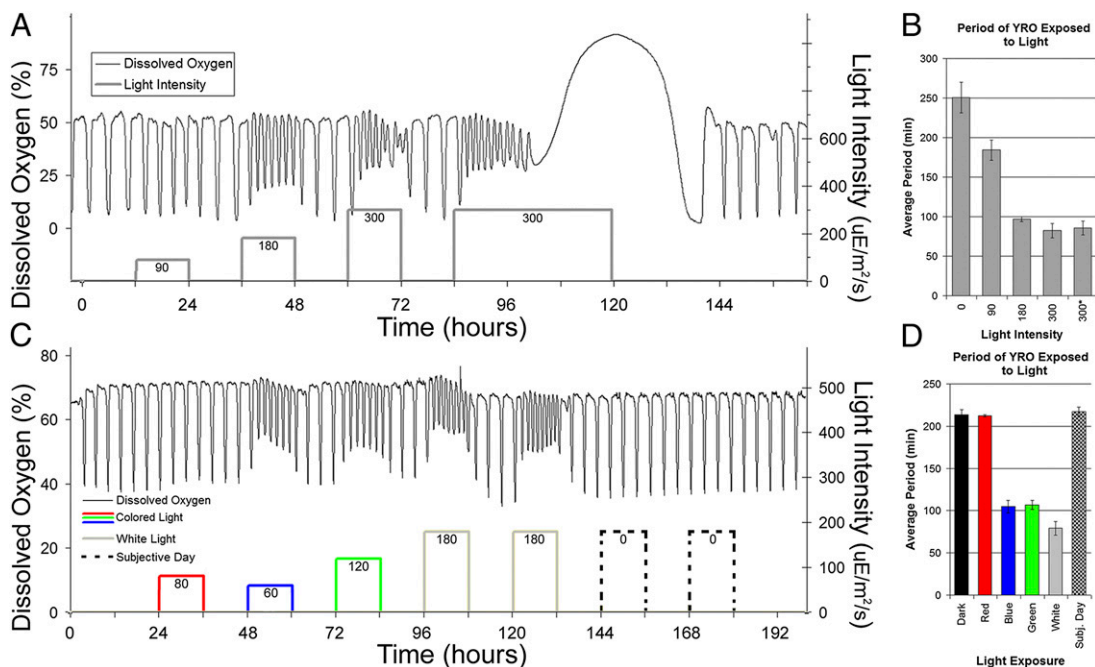 A
Dissolved Oxygen (%)
75
50
25
0
Dissolved Oxygen
Light Intensity
90
180
300
300
0 24 48 72 96 120 144
Time (hours)
Light Intensity (uE/m²/s)
600
500
400
300
200
100
0
B
Period of YRO Exposed
to Light
Average Period (min)
300
250
200
150
100
50
0
0 90 180 300 300*
Light Intensity
C
Dissolved Oxygen (%)
80
60
40
20
0
Dissolved Oxygen
Colored Light
White Light
Subjective Day
80
60
120
180
180
0
0
0 24 48 72 96 120 144 168 192
Time (hours)
Light Intensity (uE/m²/s)
500
400
300
200
100
0
D
Period of YRO Exposed
to Light
Average Period (min)
250
200
150
100
50
0
Dark Red Blue Green White Subj. Day
Light Exposure